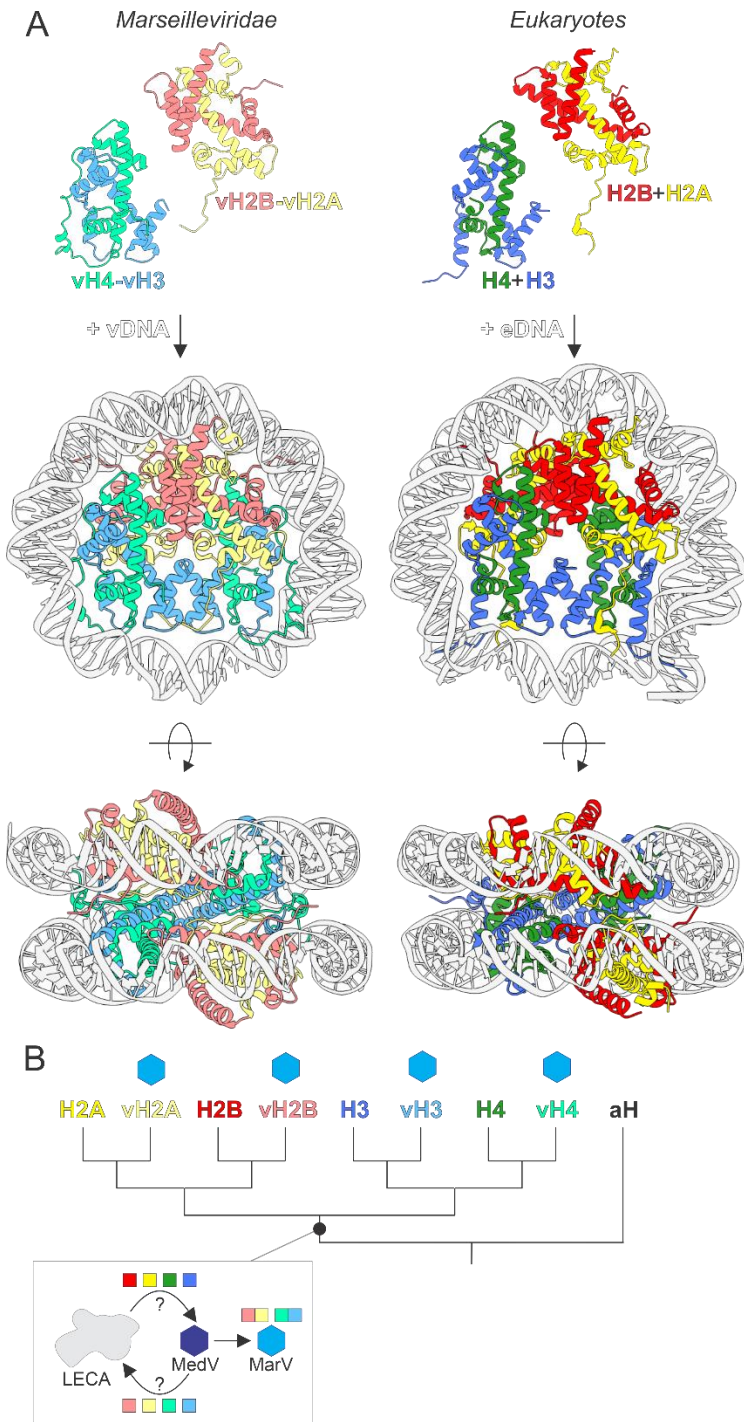 A
Marseilleviridae
Eukaryotes
vH2B-vH2A
H2B+H2A
vH4-vH3
H4+H3
+ vDNA
+ eDNA
B
H2A vH2A H2B vH2B H3 vH3 H4 vH4 aH
?
LECA
MedV
MarV
?